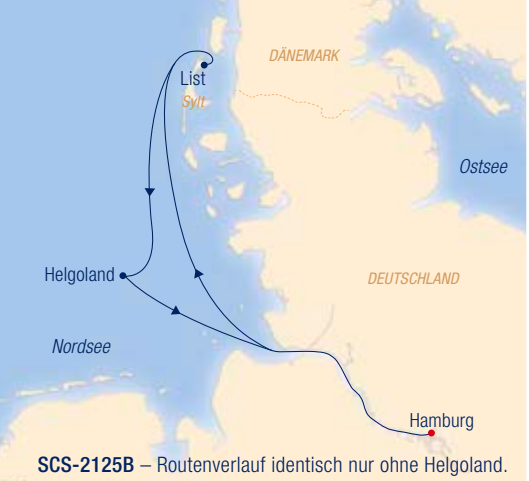 DÄNEMARK
List
Sylt
Ostsee
Helgoland
DEUTSCHLAND
Nordsee
Hamburg
SCS-2125B – Routenverlauf identisch nur ohne Helgoland.